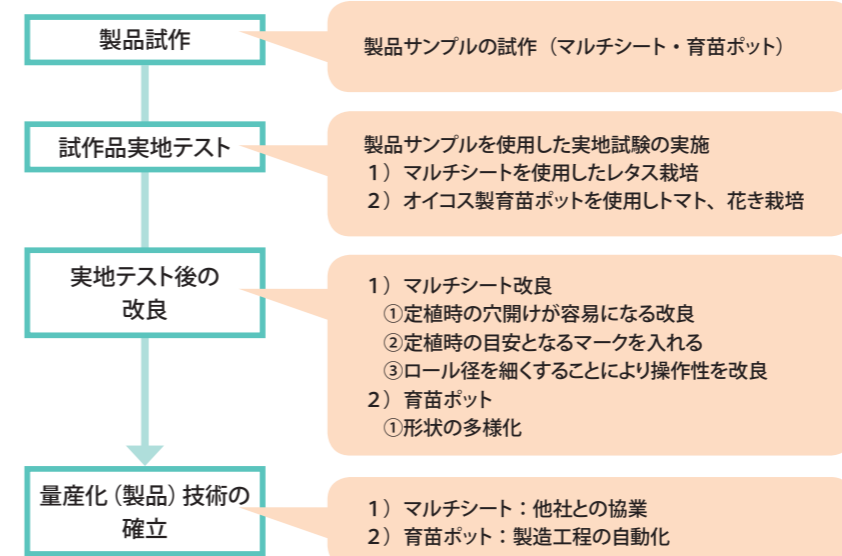 製品試作
製品サンプルの試作（マルチシート・育苗ポット）
試作品実地テスト
製品サンプルを使用した実地試験の実施
1）マルチシートを使用したレタス栽培
2）オイコス製育苗ポットを使用しトマト、花き栽培
実地テスト後の
改良
1）マルチシート改良
①定植時の穴開けが容易になる改良
②定植時の目安となるマークを入れる
③ロール径を細くすることにより操作性を改良
2）育苗ポット
①形状の多様化
量産化（製品）技術の
確立
1）マルチシート：他社との協業
2）育苗ポット：製造工程の自動化